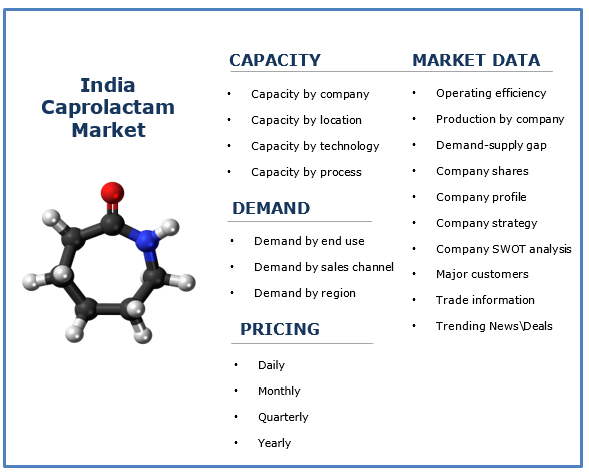 India
Caprolactam
Market
CAPACITY
• Capacity by company
• Capacity by location
• Capacity by technology
• Capacity by process
DEMAND
• Demand by end use
• Demand by sales channel
• Demand by region
PRICING
• Daily
• Monthly
• Quarterly
• Yearly
MARKET DATA
• Operating efficiency
• Production by company
• Demand-supply gap
• Company shares
• Company profile
• Company strategy
• Company SWOT analysis
• Major customers
• Trade information
• Trending News\Deals